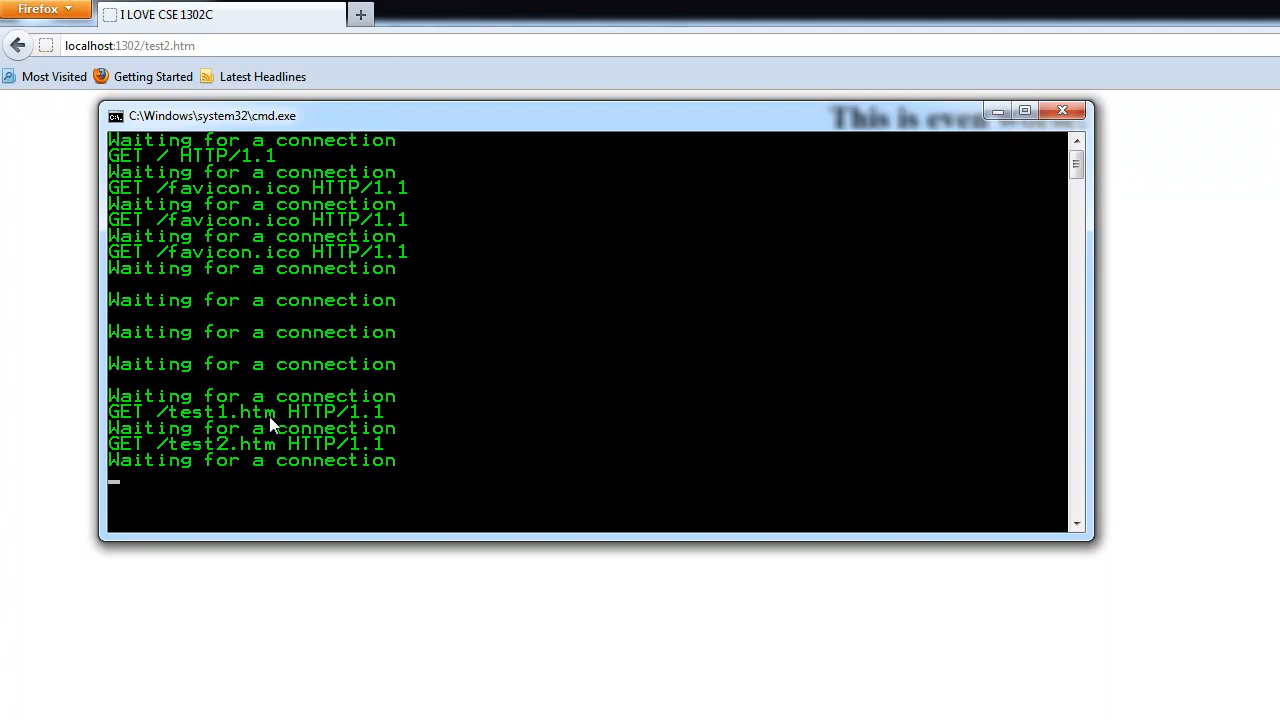 Firefox
I LOVE CSE 1302C
localhost:1302/test2.htm
Most Visited Getting Started Latest Headlines
C:\Windows\system32\cmd.exe
This is even
Waiting for a connection
GET / HTTP/1.1
Waiting for a connection
GET /favicon.ico HTTP/1.1
Waiting for a connection
GET /favicon.ico HTTP/1.1
Waiting for a connection
GET /favicon.ico HTTP/1.1
Waiting for a connection
Waiting for a connection
Waiting for a connection
Waiting for a connection
Waiting for a connection
GET /test1.htm HTTP/1.1
Waiting for a connection
GET /test2.htm HTTP/1.1
Waiting for a connection